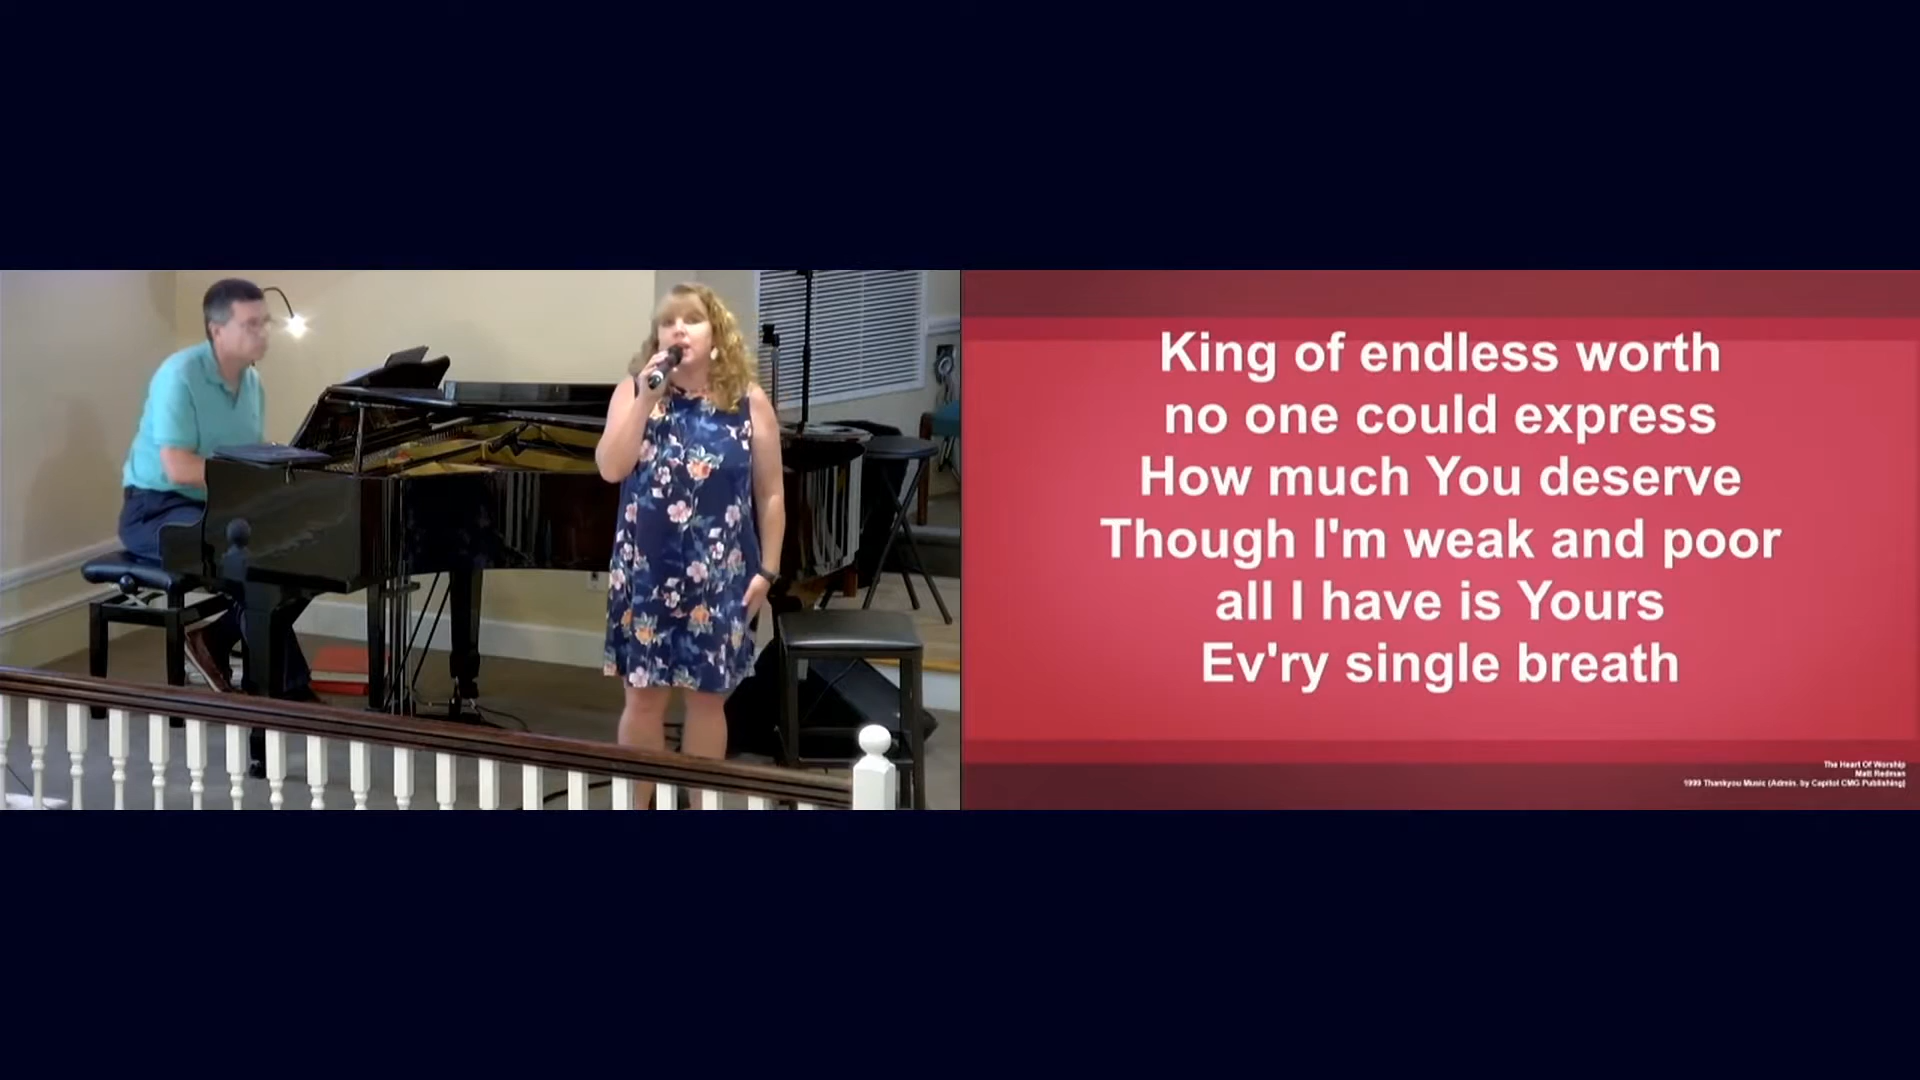 King of endless worth
no one could express
How much You deserve
Though I'm weak and poor
all I have is Yours
Ev'ry single breath
The Heart Of Worship
Matt Redman
1999 Thankyou Music (Admin. by Capitol CMG Publishing)